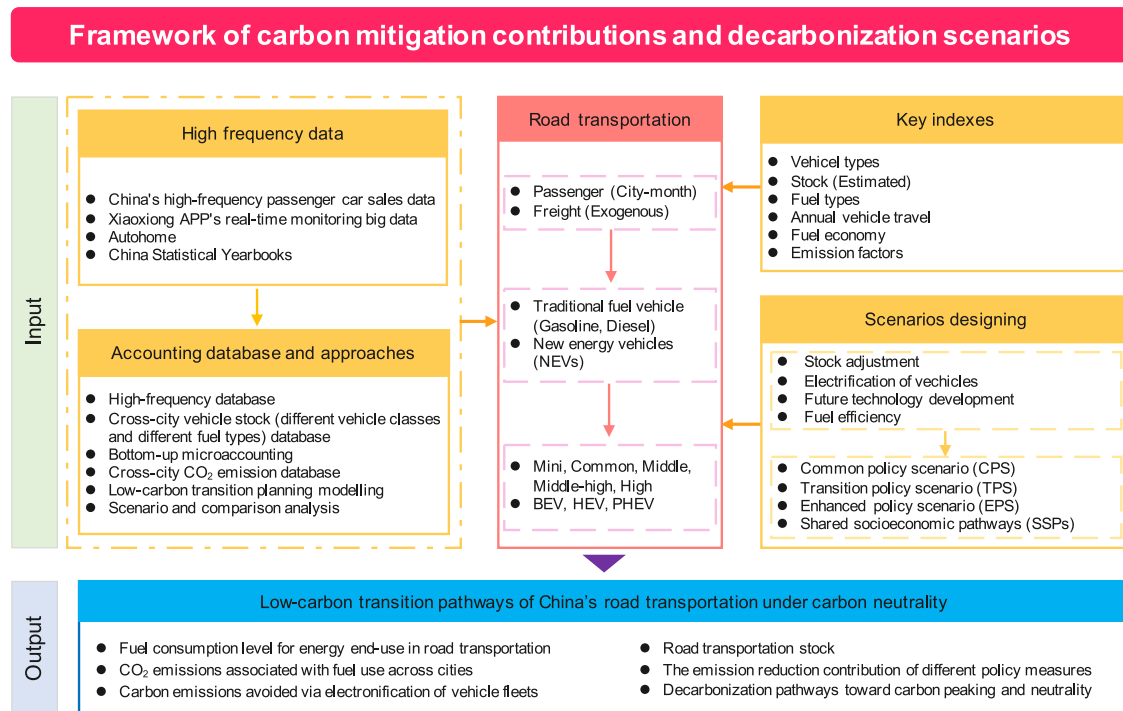 Framework of carbon mitigation contributions and decarbonization scenarios
Input
High frequency data
● China's high-frequency passenger car sales data
● Xiaoxiong APP's real-time monitoring big data
● Autohome
● China Statistical Yearbooks
Accounting database and approaches
● High-frequency database
● Cross-city vehicle stock (different vehicle classes
and different fuel types) database
● Bottom-up microaccounting
● Cross-city CO₂ emission database
● Low-carbon transition planning modelling
● Scenario and comparison analysis
Road transportation
● Passenger (City-month)
● Freight (Exogenous)
● Traditional fuel vehicle
(Gasoline, Diesel)
● New energy vehicles
(NEVs)
● Mini, Common, Middle,
Middle-high, High
● BEV, HEV, PHEV
Key indexes
● Vehicel types
● Stock (Estimated)
● Fuel types
● Annual vehicle travel
● Fuel economy
● Emission factors
Scenarios designing
● Stock adjustment
● Electrification of vechicles
● Future technology development
● Fuel efficiency
● Common policy scenario (CPS)
● Transition policy scenario (TPS)
● Enhanced policy scenario (EPS)
● Shared socioeconomic pathways (SSPs)
Output
Low-carbon transition pathways of China's road transportation under carbon neutrality
● Fuel consumption level for energy end-use in road transportation
● CO₂ emissions associated with fuel use across cities
● Carbon emissions avoided via electronification of vehicle fleets
● Road transportation stock
● The emission reduction contribution of different policy measures
● Decarbonization pathways toward carbon peaking and neutrality